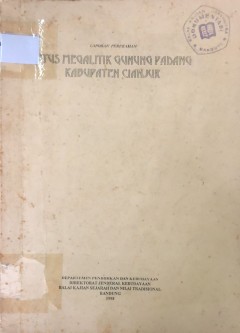 LAPORAN PEREKAMAN
TUS MEGALITIK GUNUNG PADANG
KABUPATEN CIANJUR
DEPARTEMEN PENDIDIKAN DAN KEBUDAYAAN
DIREKTORAT JENDERAL KEBUDAYAAN
BALAI KAJIAN SEJARAH DAN NILAI TRADISIONAL
BANDUNG